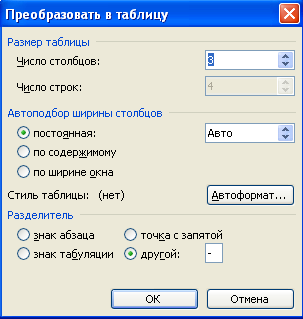 Преобразовать в таблицу
Размер таблицы
Число столбцов: 3
Число строк: 4
Автоподбор ширины столбцов
постоянная: Авто
по содержимому
по ширине окна
Стиль таблицы: (нет) Автоформат...
Разделитель
знак абзаца точка с запятой
знак табуляции другой: -
ОК Отмена